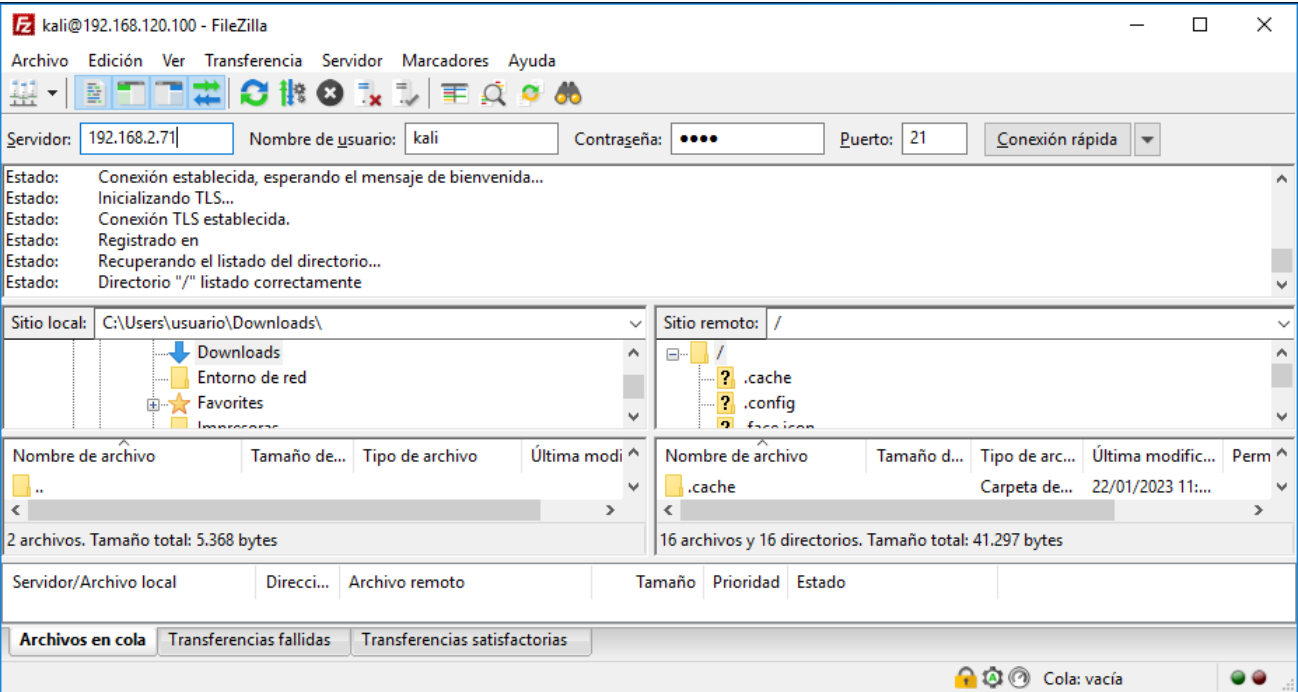 kali@192.168.120.100 - FileZilla
Archivo Edición Ver Transferencia Servidor Marcadores Ayuda
Servidor: 192.168.2.71 Nombre de usuario: kali Contraseña: ●●●● Puerto: 21 Conexión rápida
Estado: Conexión establecida, esperando el mensaje de bienvenida...
Estado: Inicializando TLS...
Estado: Conexión TLS establecida.
Estado: Registrado en
Estado: Recuperando el listado del directorio...
Estado: Directorio "/" listado correctamente
Sitio local: C:\Users\usuario\Downloads\
Downloads
Entorno de red
Favorites
Impresoras
Sitio remoto: /
/
.cache
.config
.face.icon
Nombre de archivo Tamaño de... Tipo de archivo Última modi
..
2 archivos. Tamaño total: 5.368 bytes
Nombre de archivo Tamaño d... Tipo de arc... Última modific... Perm
.cache Carpeta de... 22/01/2023 11:...
16 archivos y 16 directorios. Tamaño total: 41.297 bytes
Servidor/Archivo local Direcci... Archivo remoto Tamaño Prioridad Estado
Archivos en cola Transferencias fallidas Transferencias satisfactorias
Cola: vacía